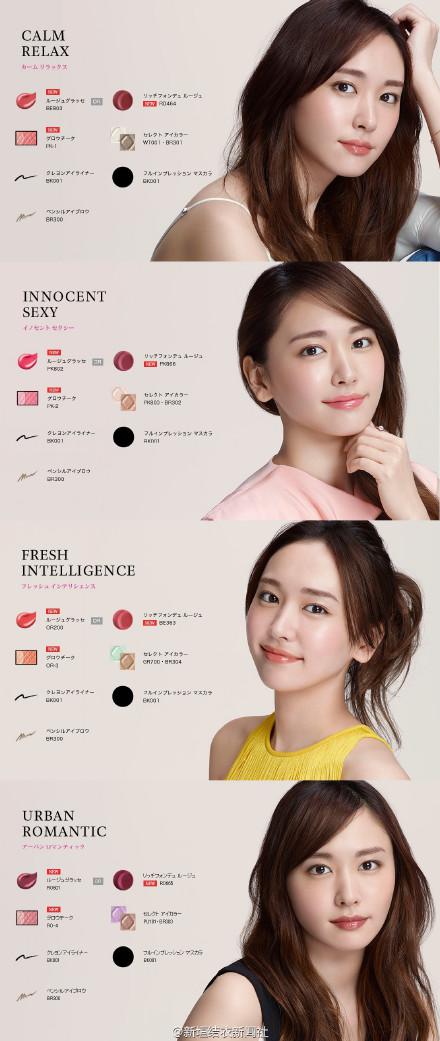 CALM
RELAX
カーム リラックス
NEW
ルージュグラッセ
BE803
OR
リッチフォンデュ ルージュ
NEW RD464
NEW
グロウチーク
PK-1
セレクト アイカラー
WT001・BR301
クレヨンアイライナー
BK001
フルインプレッション マスカラ
BK001
ペンシルアイブロウ
BR300
INNOCENT
SEXY
イノセント セクシー
NEW
ルージュグラッセ
PK802
OR
リッチフォンデュ ルージュ
NEW PK866
NEW
グロウチーク
PK-2
セレクト アイカラー
PK800・BR302
クレヨンアイライナー
BK001
フルインプレッション マスカラ
BK001
ペンシルアイブロウ
BR300
FRESH
INTELLIGENCE
フレッシュ インテリジェンス
NEW
ルージュグラッセ
OR200
OR
リッチフォンデュ ルージュ
NEW BE363
NEW
グロウチーク
OR-3
セレクト アイカラー
GR700・BR304
クレヨンアイライナー
BK001
フルインプレッション マスカラ
BK001
ペンシルアイブロウ
BR300
URBAN
ROMANTIC
アーバン ロマンティック
NEW
ルージュグラッセ
RO601
OR
リッチフォンデュ ルージュ
NEW RO665
NEW
グロウチーク
RO-4
セレクト アイカラー
PU101・BR303
クレヨンアイライナー
BK001
フルインプレッション マスカラ
BK001
ペンシルアイブロウ
BR300
@新垣结衣新闻社